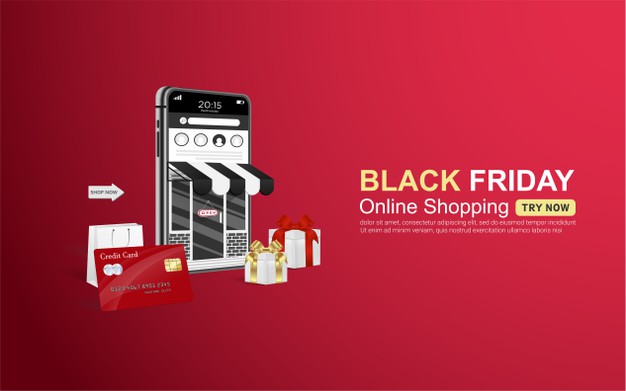 20:15
SHOP NOW
Credit Card
BLACK FRIDAY
Online Shopping
TRY NOW
dolor sit amet, consectetur adipiscing elit, sed do eiusmod tempor incididunt
Ut enim ad minim veniam, quis nostrud exercitation ullamco laboris nisi